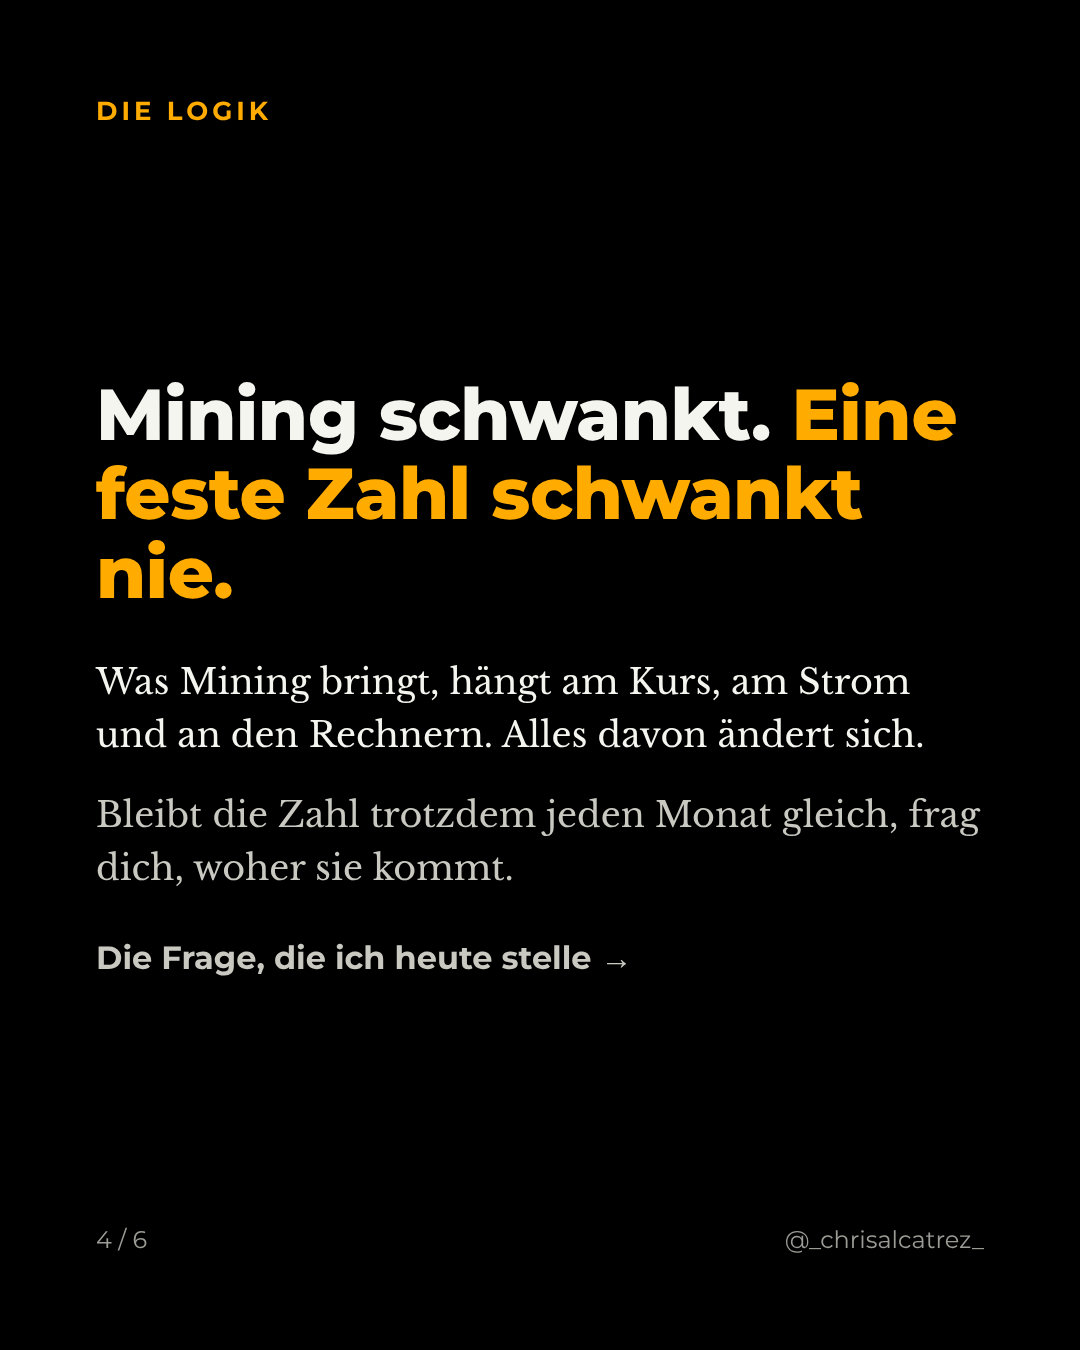 DIE LOGIK
Mining schwankt. Eine
feste Zahl schwankt
nie.
Was Mining bringt, hängt am Kurs, am Strom
und an den Rechnern. Alles davon ändert sich.
Bleibt die Zahl trotzdem jeden Monat gleich, frag
dich, woher sie kommt.
Die Frage, die ich heute stelle →
4 / 6
@_chrisalcatrez_